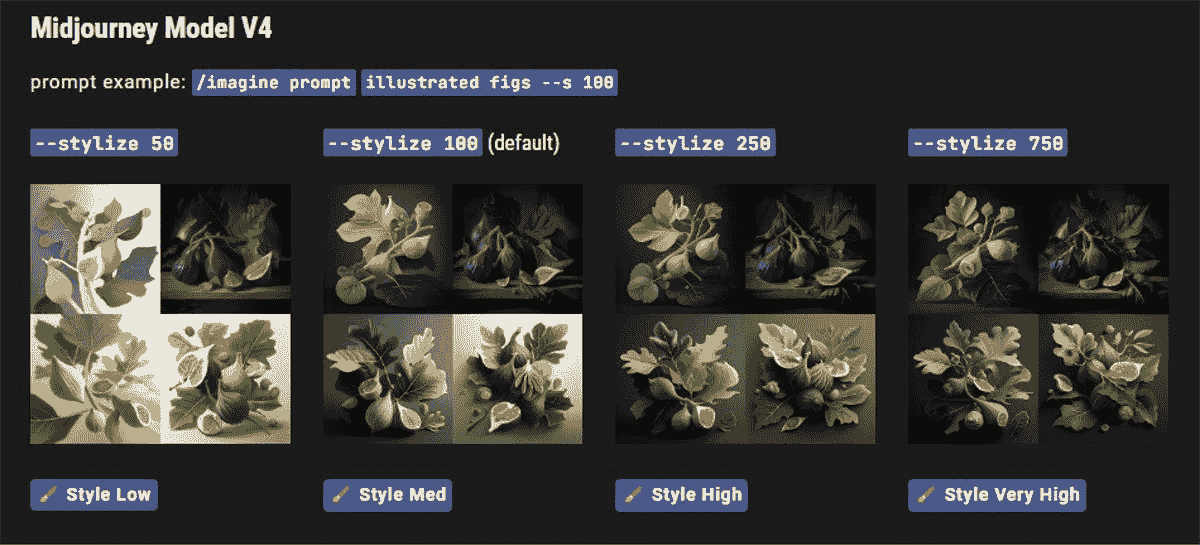 Midjourney Model V4
prompt example: /imagine prompt illustrated figs --s 100
--stylize 50
--stylize 100 (default)
--stylize 250
--stylize 750
Style Low
Style Med
Style High
Style Very High